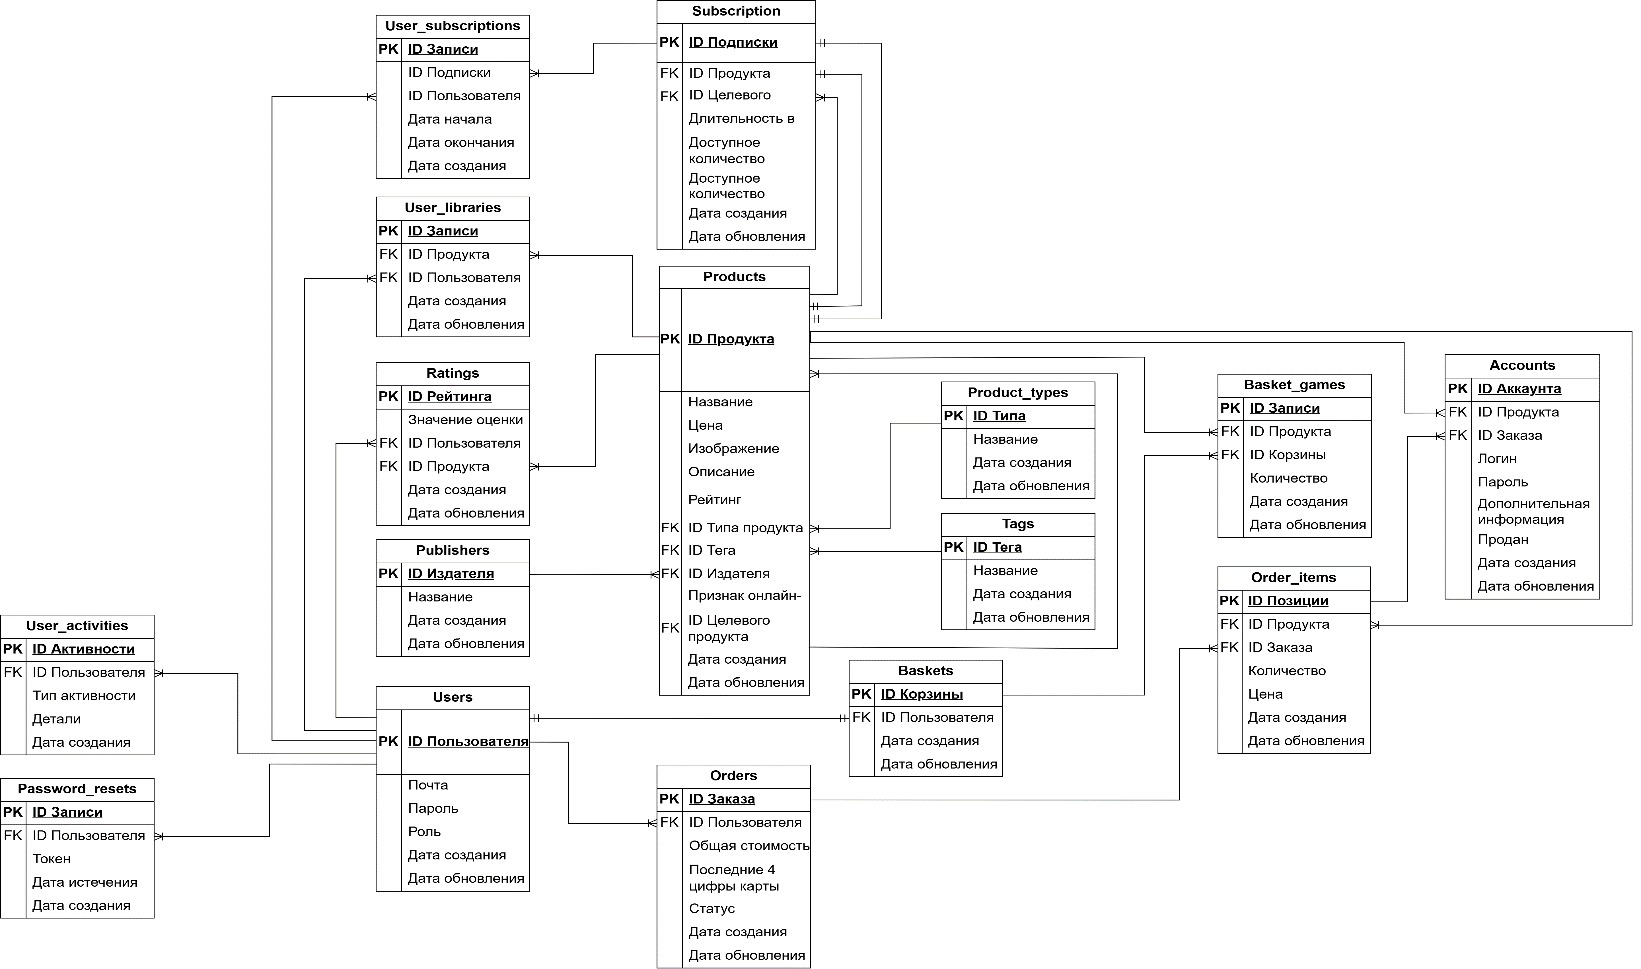 User_subscriptions
PK ID Записи
ID Подписки
ID Пользователя
Дата начала
Дата окончания
Дата создания
Subscription
PK ID Подписки
FK ID Продукта
FK ID Целевого
Длительность в
Доступное
количество
Доступное
количество
Дата создания
Дата обновления
User_libraries
PK ID Записи
FK ID Продукта
FK ID Пользователя
Дата создания
Дата обновления
Products
PK ID Продукта
Название
Цена
Изображение
Описание
Рейтинг
FK ID Типа продукта
FK ID Тега
FK ID Издателя
Признак онлайн-
FK ID Целевого
продукта
Дата создания
Дата обновления
Ratings
PK ID Рейтинга
Значение оценки
FK ID Пользователя
FK ID Продукта
Дата создания
Дата обновления
Product_types
PK ID Типа
Название
Дата создания
Дата обновления
Basket_games
PK ID Записи
FK ID Продукта
FK ID Корзины
Количество
Дата создания
Дата обновления
Accounts
PK ID Аккаунта
FK ID Продукта
FK ID Заказа
Логин
Пароль
Дополнительная
информация
Продан
Дата создания
Дата обновления
Publishers
PK ID Издателя
Название
Дата создания
Дата обновления
Tags
PK ID Тега
Название
Дата создания
Дата обновления
Order_items
PK ID Позиции
FK ID Продукта
FK ID Заказа
Количество
Цена
Дата создания
Дата обновления
User_activities
PK ID Активности
FK ID Пользователя
Тип активности
Детали
Дата создания
Users
PK ID Пользователя
Почта
Пароль
Роль
Дата создания
Дата обновления
Baskets
PK ID Корзины
FK ID Пользователя
Дата создания
Дата обновления
Password_resets
PK ID Записи
FK ID Пользователя
Токен
Дата истечения
Дата создания
Orders
PK ID Заказа
FK ID Пользователя
Общая стоимость
Последние 4
цифры карты
Статус
Дата создания
Дата обновления